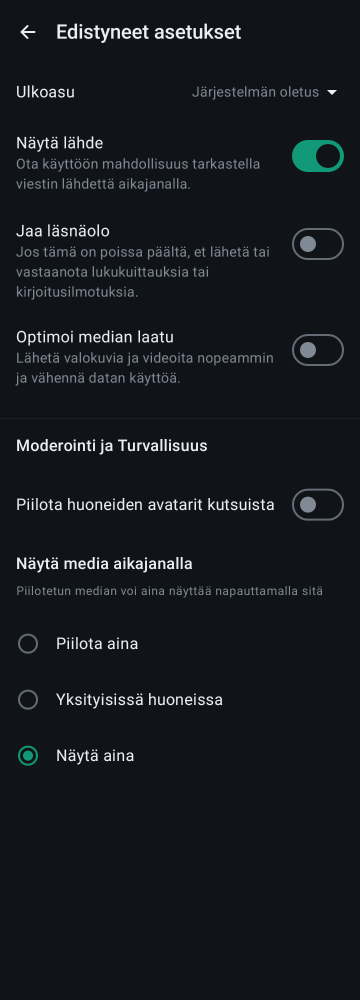 Edistyneet asetukset
Ulkoasu
Järjestelmän oletus
Näytä lähde
Ota käyttöön mahdollisuus tarkastella
viestin lähdettä aikajanalla.
Jaa läsnäolo
Jos tämä on poissa päältä, et lähetä tai
vastaanota lukukuittauksia tai
kirjoitusilmotuksia.
Optimoi median laatu
Lähetä valokuvia ja videoita nopeammin
ja vähennä datan käyttöä.
Moderointi ja Turvallisuus
Piilota huoneiden avatarit kutsuista
Näytä media aikajanalla
Piilotetun median voi aina näyttää napauttamalla sitä
Piilota aina
Yksityisissä huoneissa
Näytä aina